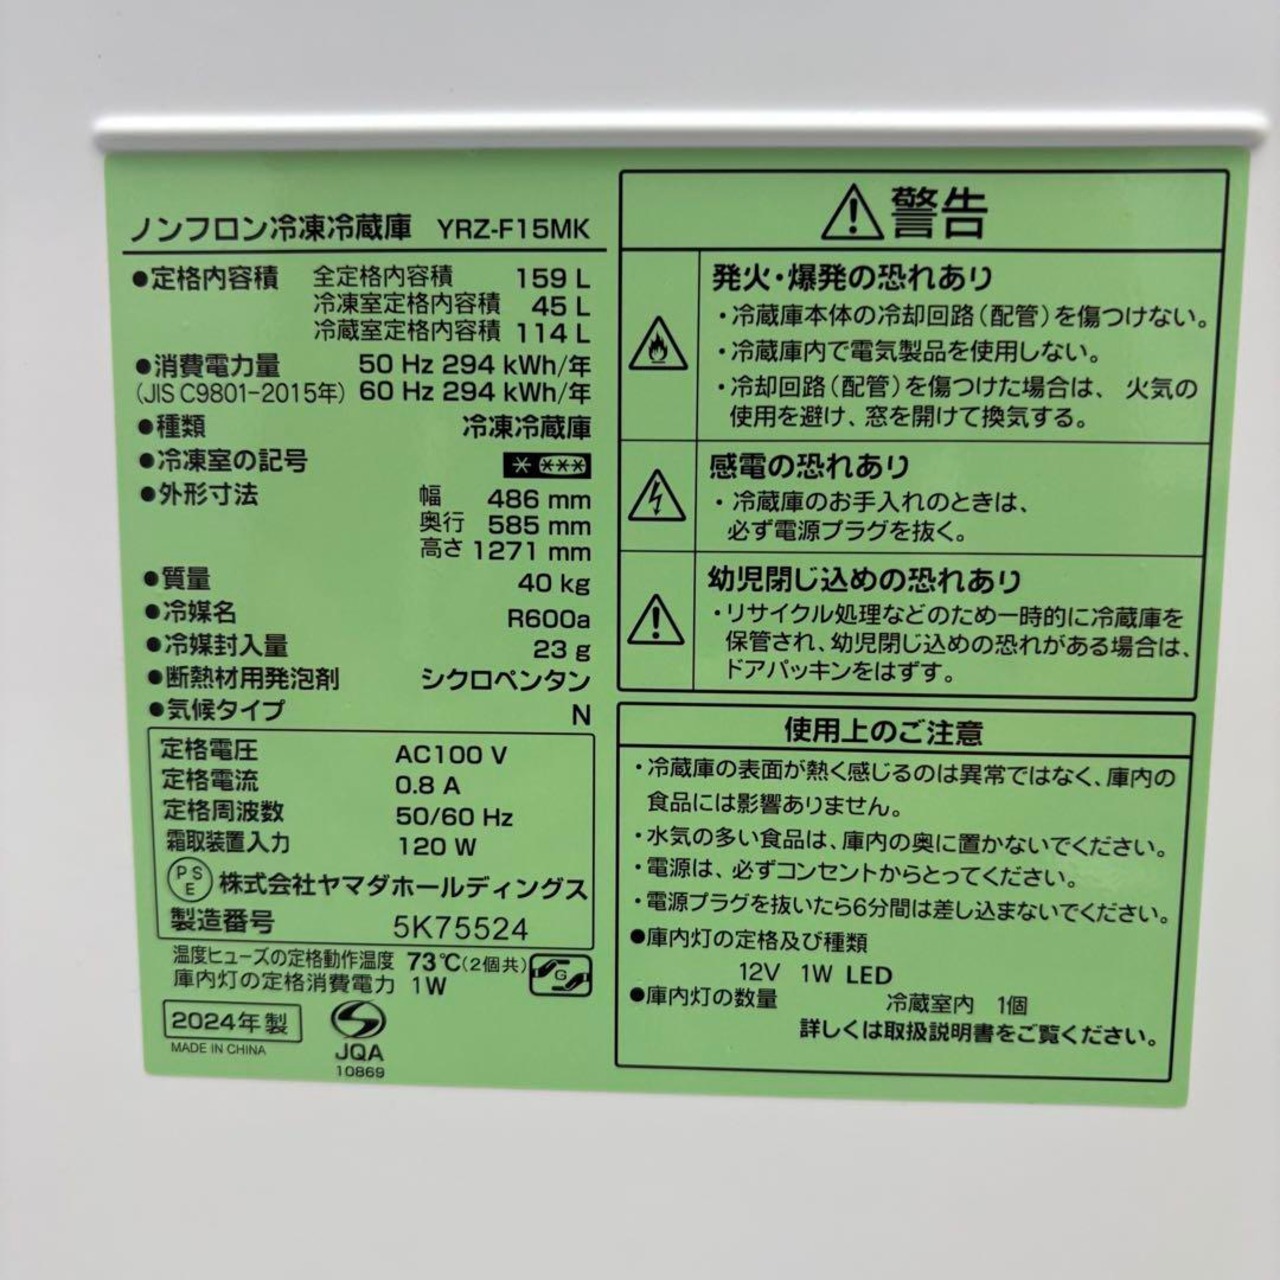 ノンフロン冷凍冷蔵庫 YRZ-F15MK
●定格内容積 全定格内容積 159 L
冷凍室定格内容積 45 L
冷蔵室定格内容積 114 L
●消費電力量 50 Hz 294 kWh/年
(JIS C9801-2015年) 60 Hz 294 kWh/年
●種類 冷凍冷蔵庫
●冷凍室の記号 * ***
●外形寸法 幅 486 mm
奥行 585 mm
高さ 1271 mm
●質量 40 kg
●冷媒名 R600a
●冷媒封入量 23 g
●断熱材用発泡剤 シクロペンタン
●気候タイプ N
定格電圧 AC100 V
定格電流 0.8 A
定格周波数 50/60 Hz
霜取装置入力 120 W
PSE 株式会社ヤマダホールディングス
製造番号 5K75524
温度ヒューズの定格動作温度 73℃(2個共)
庫内灯の定格消費電力 1W
G
2024年製
MADE IN CHINA
JQA
10869
警告
発火・爆発の恐れあり
・冷蔵庫本体の冷却回路(配管)を傷つけない。
・冷蔵庫内で電気製品を使用しない。
・冷却回路(配管)を傷つけた場合は、火気の
使用を避け、窓を開けて換気する。
感電の恐れあり
・冷蔵庫のお手入れのときは、
必ず電源プラグを抜く。
幼児閉じ込めの恐れあり
・リサイクル処理などのため一時的に冷蔵庫を
保管され、幼児閉じ込めの恐れがある場合は、
ドアパッキンをはずす。
使用上のご注意
・冷蔵庫の表面が熱く感じるのは異常ではなく、庫内の
食品には影響ありません。
・水気の多い食品は、庫内の奥に置かないでください。
・電源は、必ずコンセントからとってください。
・電源プラグを抜いたら6分間は差し込まないでください。
●庫内灯の定格及び種類
12V 1W LED
●庫内灯の数量 冷蔵室内 1個
詳しくは取扱説明書をご覧ください。